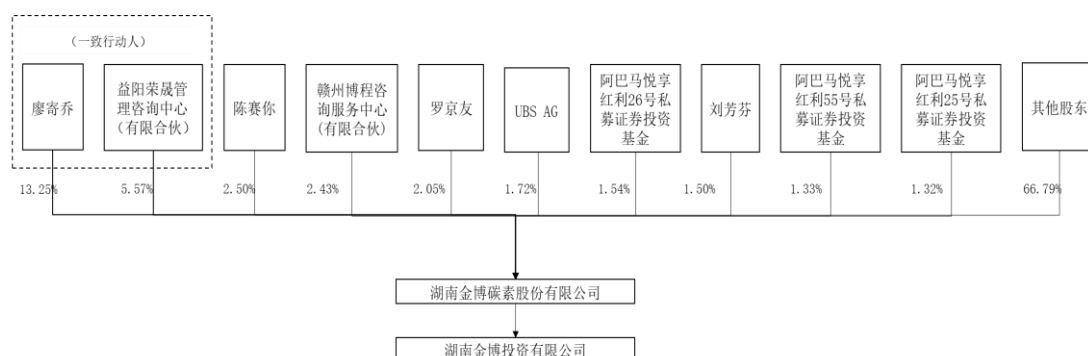 （一致行动人）
廖寄乔
益阳荣晟管
理咨询中心
（有限合伙）
陈赛你
赣州博程咨
询服务中心
(有限合伙)
罗京友
UBS AG
阿巴马悦享
红利26号私
募证券投资
基金
刘芳芬
阿巴马悦享
红利55号私
募证券投资
基金
阿巴马悦享
红利25号私
募证券投资
基金
其他股东
13.25%
5.57%
2.50%
2.43%
2.05%
1.72%
1.54%
1.50%
1.33%
1.32%
66.79%
湖南金博碳素股份有限公司
湖南金博投资有限公司